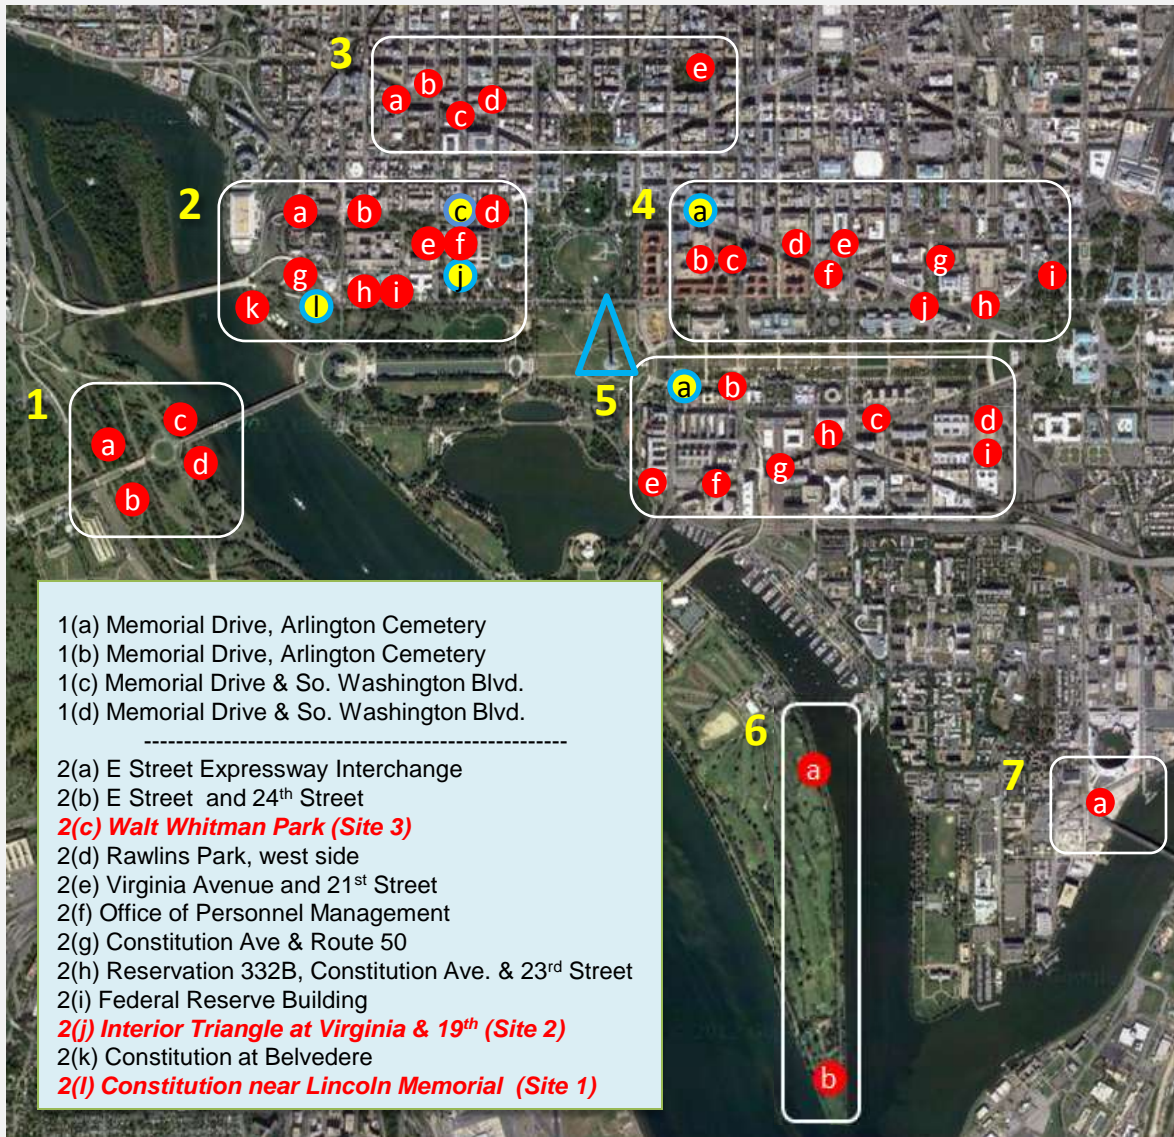 3
b
e
a
d
c
2
a
b
c
d
e
f
g
j
h
i
k
l
4
a
d
e
b
c
g
f
i
j
h
5
a
b
c
d
h
i
g
e
f
1
c
a
d
b
6
a
b
7
a
1(a) Memorial Drive, Arlington Cemetery
1(b) Memorial Drive, Arlington Cemetery
1(c) Memorial Drive & So. Washington Blvd.
1(d) Memorial Drive & So. Washington Blvd.
-----------------------------------------------------
2(a) E Street Expressway Interchange
2(b) E Street and 24th Street
2(c) Walt Whitman Park (Site 3)
2(d) Rawlins Park, west side
2(e) Virginia Avenue and 21st Street
2(f) Office of Personnel Management
2(g) Constitution Ave & Route 50
2(h) Reservation 332B, Constitution Ave. & 23rd Street
2(i) Federal Reserve Building
2(j) Interior Triangle at Virginia & 19th (Site 2)
2(k) Constitution at Belvedere
2(l) Constitution near Lincoln Memorial (Site 1)